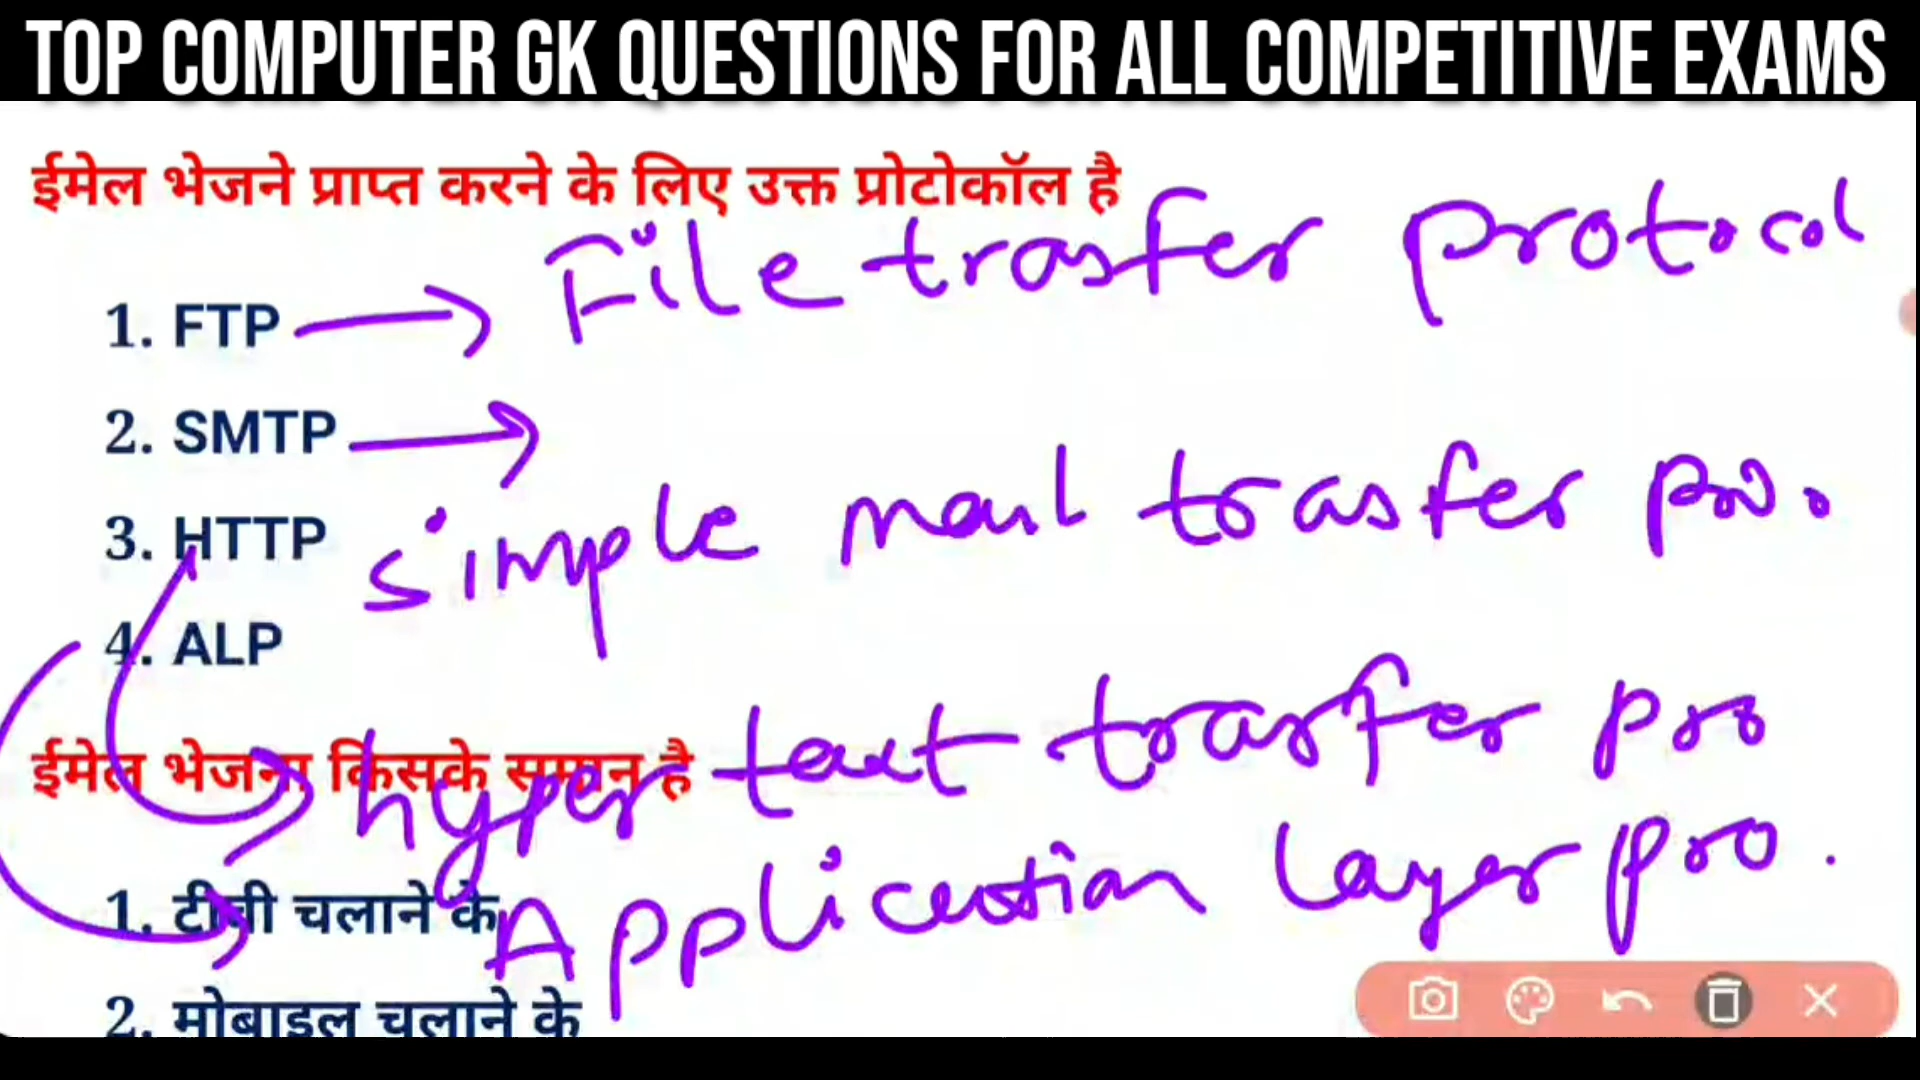 TOP COMPUTER GK QUESTIONS FOR ALL COMPETITIVE EXAMS
ईमेल भेजने प्राप्त करने के लिए उक्त प्रोटोकॉल है
File trasfer protocol
1. FTP
2. SMTP
simple mail trasfer pro.
3. HTTP
4. ALP
ईमेल भेजना किसके समान है
hyper text trasfer pro
Application layer pro.
1. टीवी चलाने के
2. मोबाइल चलाने के